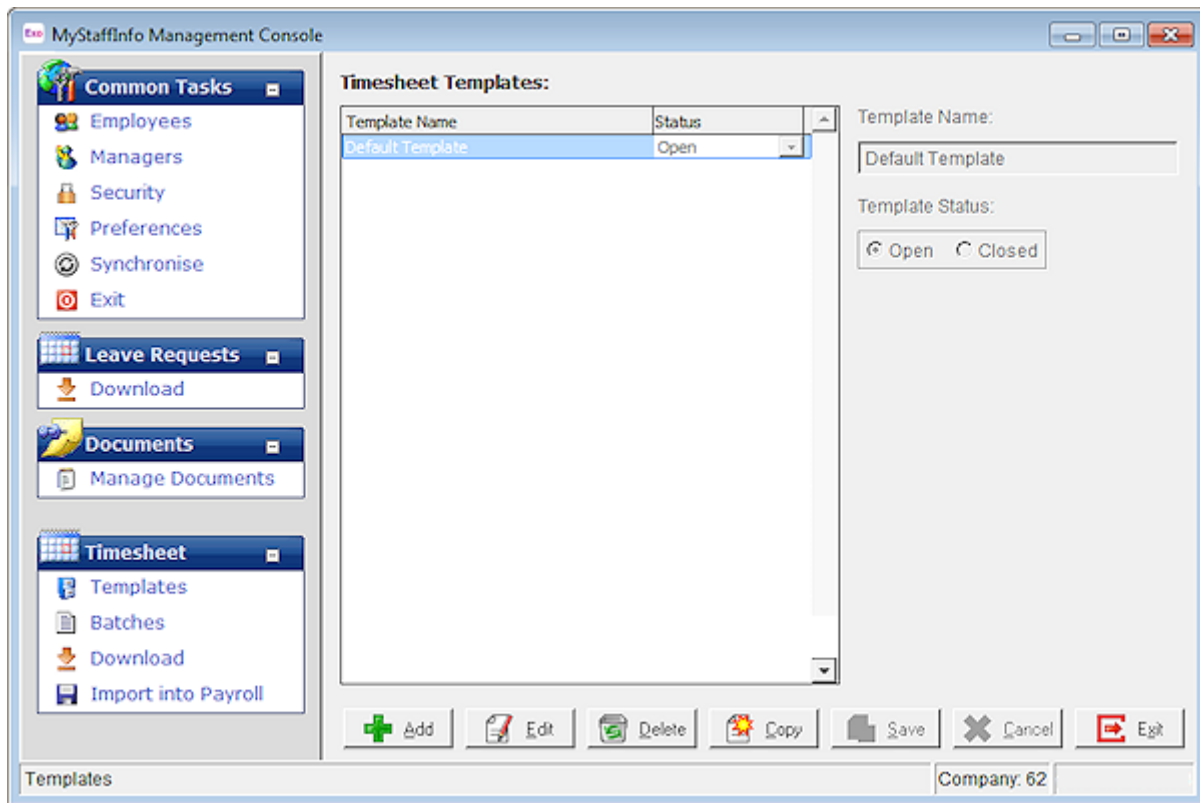 Exo MyStaffInfo Management Console
Common Tasks
Employees
Managers
Security
Preferences
Synchronise
Exit
Leave Requests
Download
Documents
Manage Documents
Timesheet
Templates
Batches
Download
Import into Payroll
Timesheet Templates:
Template Name Status
Default Template Open
Template Name:
Default Template
Template Status:
Open Closed
Add Edit Delete Copy Save Cancel Exit
Templates Company: 62